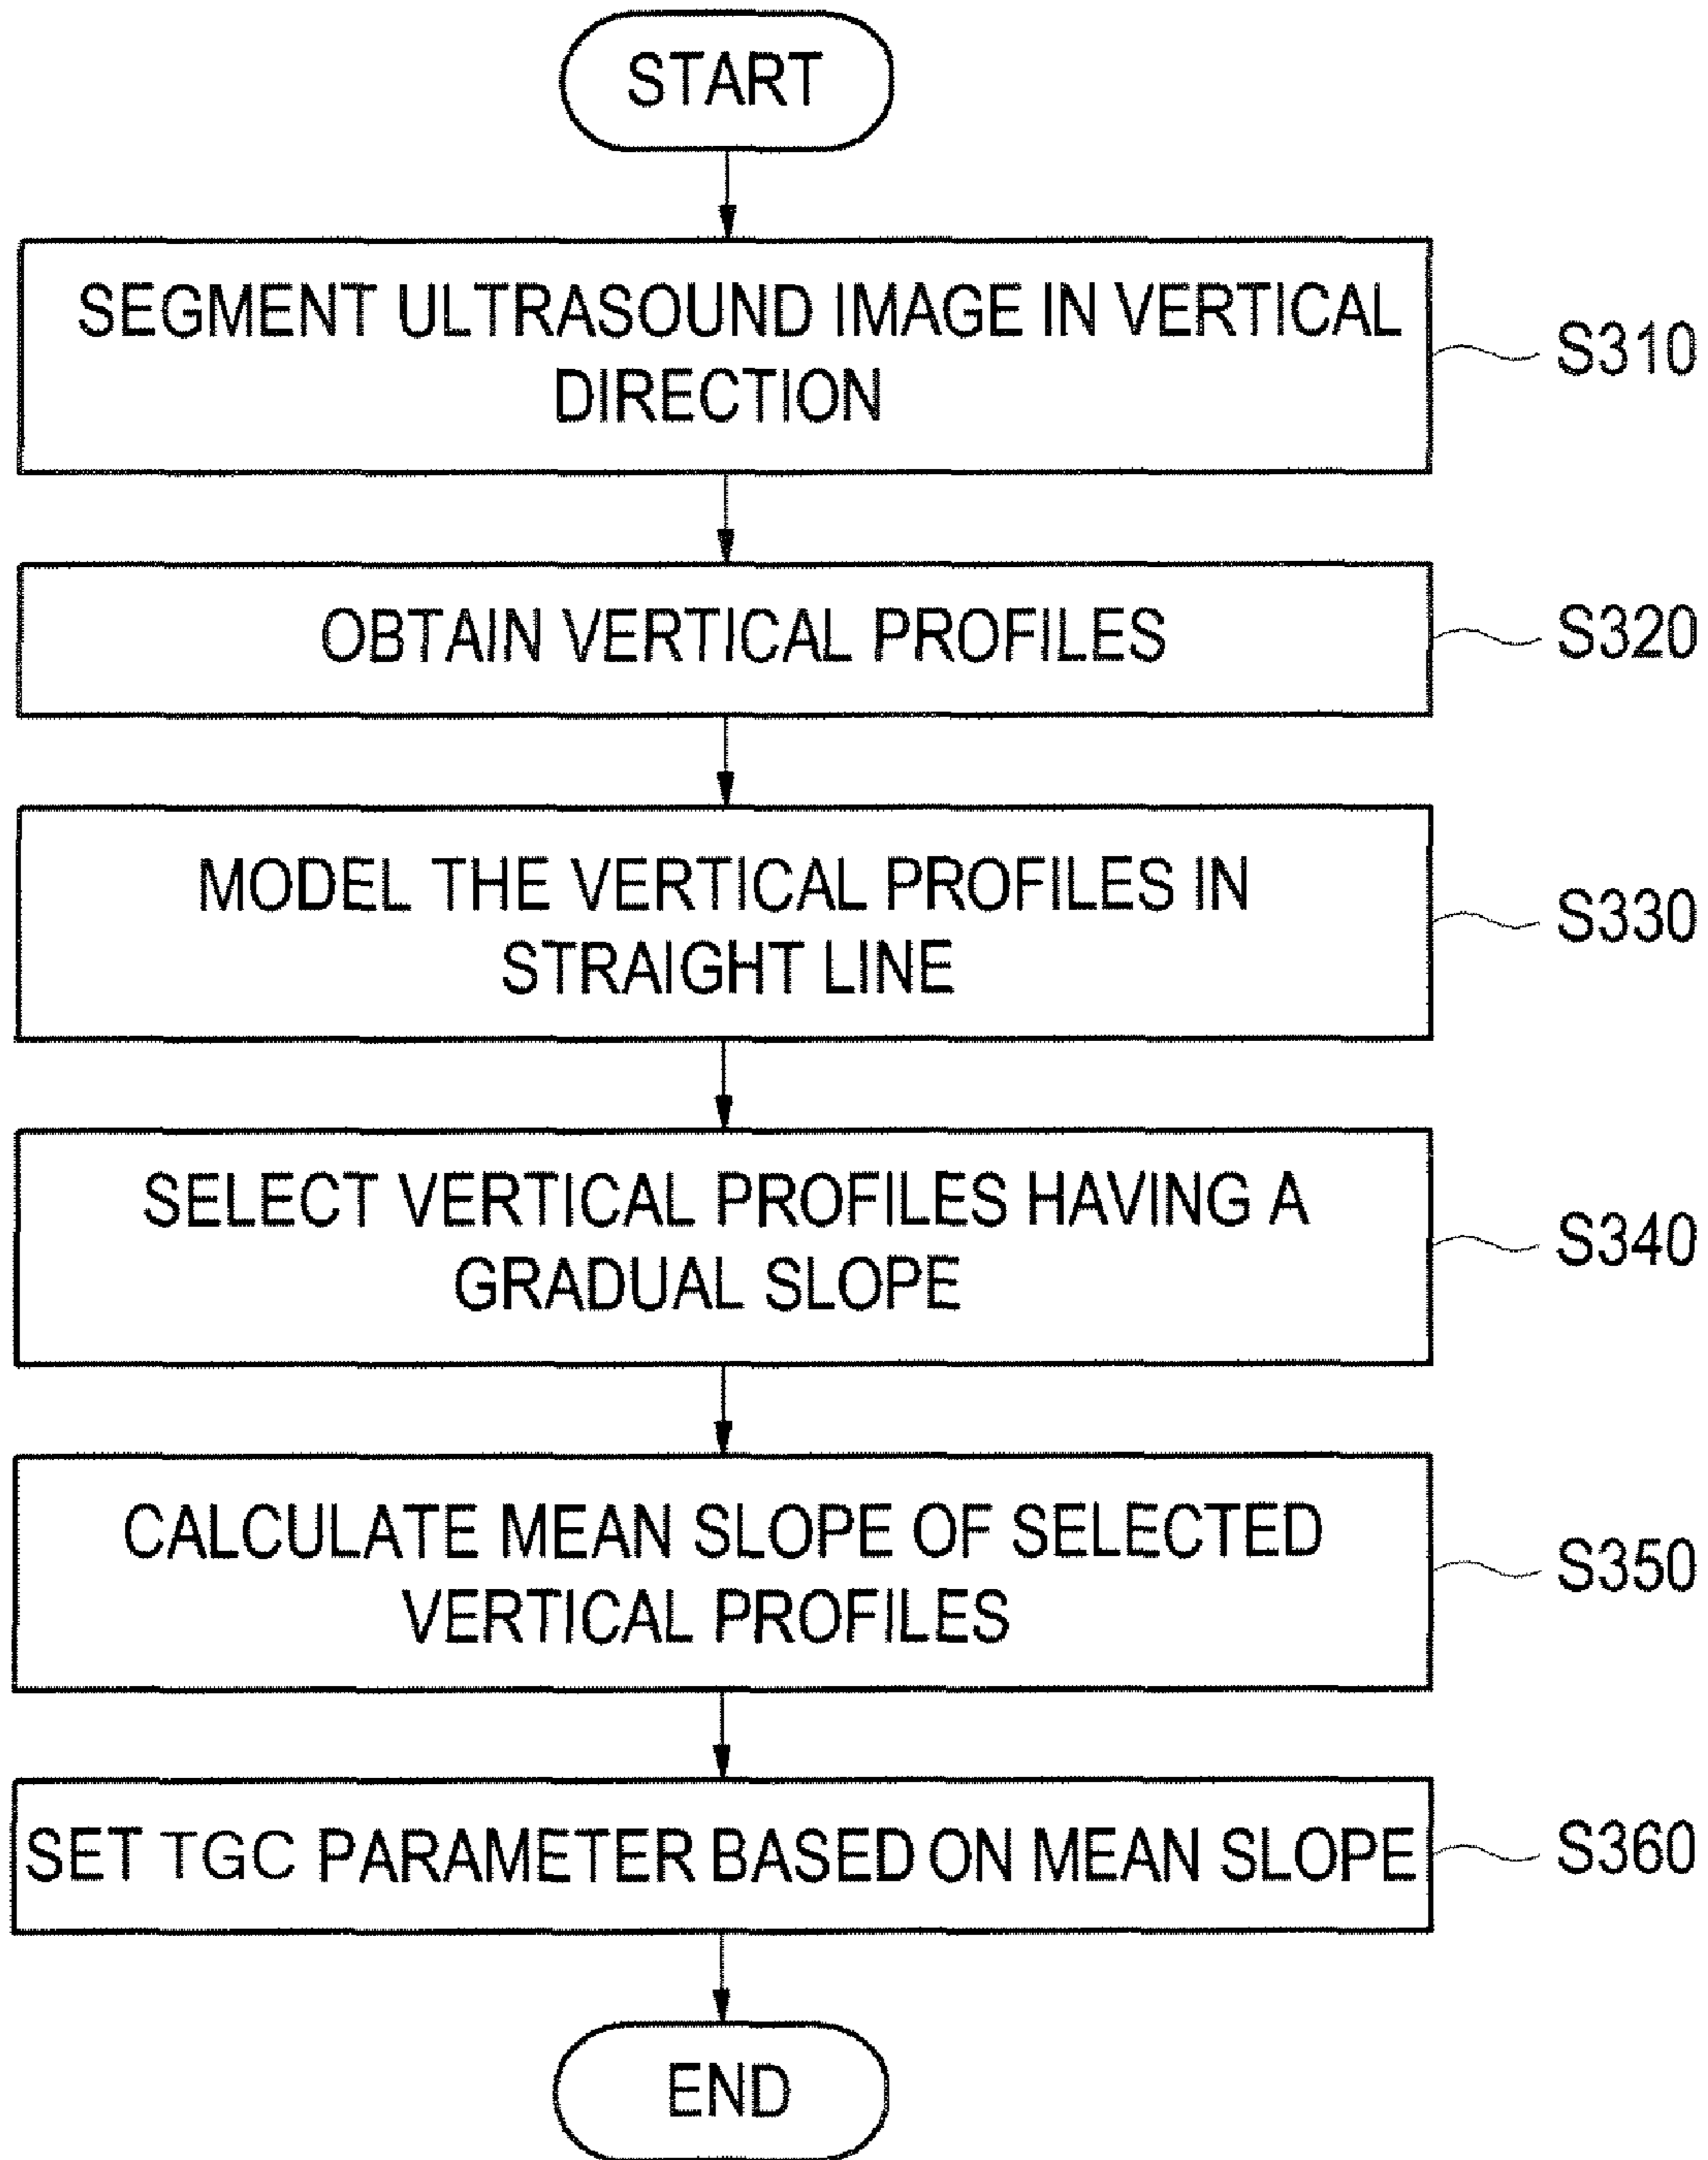 START
SEGMENT ULTRASOUND IMAGE IN VERTICAL
DIRECTION
S310
OBTAIN VERTICAL PROFILES
S320
MODEL THE VERTICAL PROFILES IN
STRAIGHT LINE
S330
SELECT VERTICAL PROFILES HAVING A
GRADUAL SLOPE
S340
CALCULATE MEAN SLOPE OF SELECTED
VERTICAL PROFILES
S350
SET TGC PARAMETER BASED ON MEAN SLOPE
S360
END